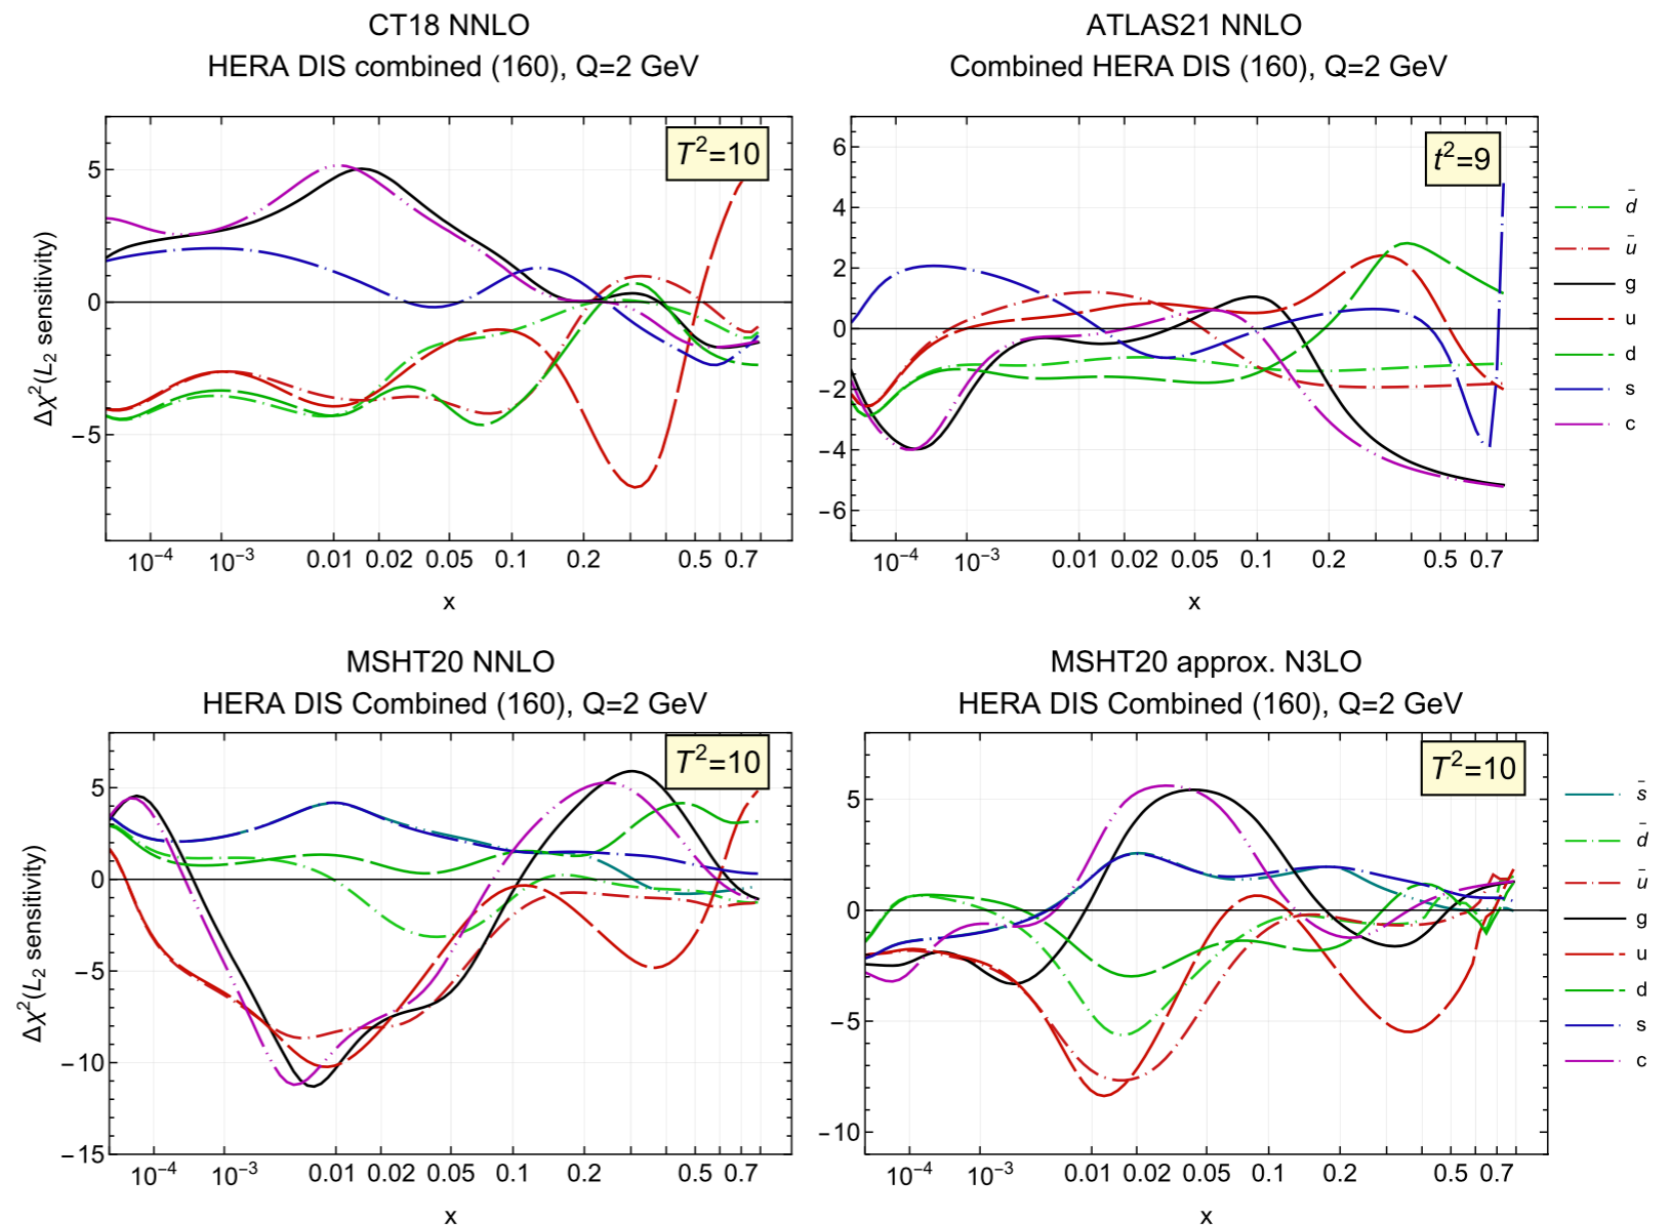 CT18 NNLO
HERA DIS combined (160), Q=2 GeV
T²=10
5
0
−5
Δχ²(L₂ sensitivity)
10⁻⁴ 10⁻³ 0.01 0.02 0.05 0.1 0.2 0.5 0.7
x
ATLAS21 NNLO
Combined HERA DIS (160), Q=2 GeV
t²=9
6
4
2
0
−2
−4
−6
10⁻⁴ 10⁻³ 0.01 0.02 0.05 0.1 0.2 0.5 0.7
x
d̄
ū
g
u
d
s
c
MSHT20 NNLO
HERA DIS Combined (160), Q=2 GeV
T²=10
5
0
−5
−10
−15
Δχ²(L₂ sensitivity)
10⁻⁴ 10⁻³ 0.01 0.02 0.05 0.1 0.2 0.5 0.7
x
MSHT20 approx. N3LO
HERA DIS Combined (160), Q=2 GeV
T²=10
5
0
−5
−10
10⁻⁴ 10⁻³ 0.01 0.02 0.05 0.1 0.2 0.5 0.7
x
s̄
d̄
ū
g
u
d
s
c